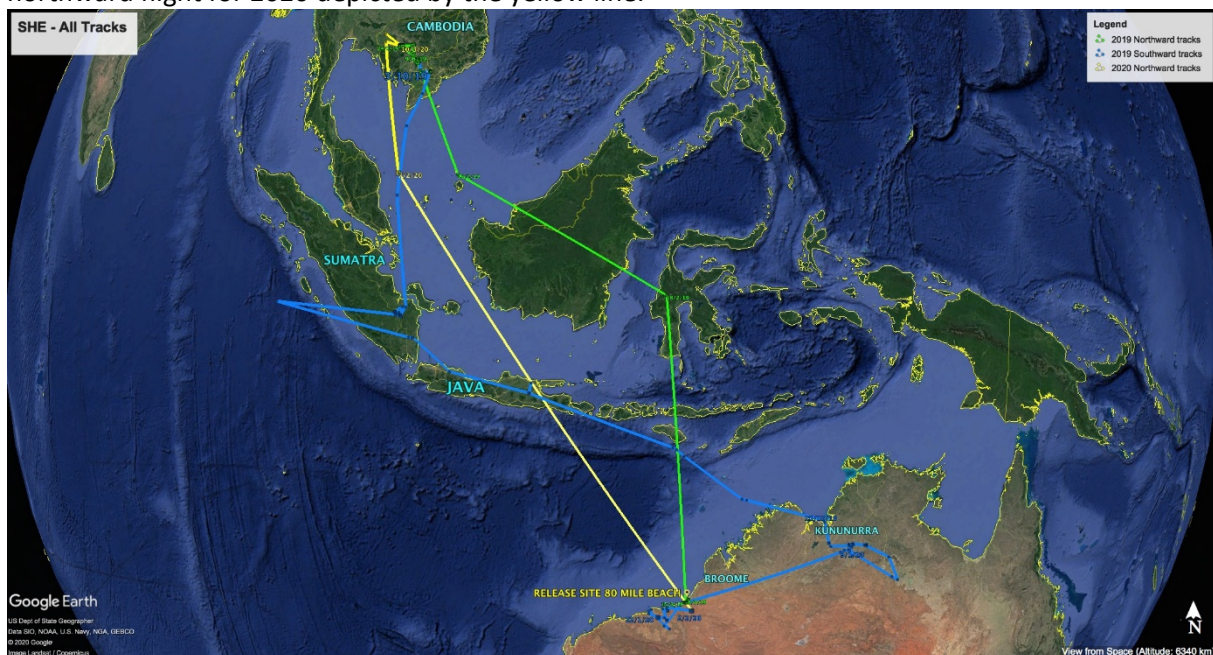 northward flight for 2020 depicted by the yellow line.
SHE - All Tracks
CAMBODIA
Legend
2019 Northward tracks
2019 Southward tracks
2020 Northward tracks
SUMATRA
JAVA
KUNUNURRA
BROOME
RELEASE SITE 80 MILE BEACH
Google Earth
US Dept of State Geographer
Data SIO, NOAA, U.S. Navy, NGA, GEBCO
© 2020 Google
Image Landsat / Copernicus
N
View from Space (Altitude: 6340 km)